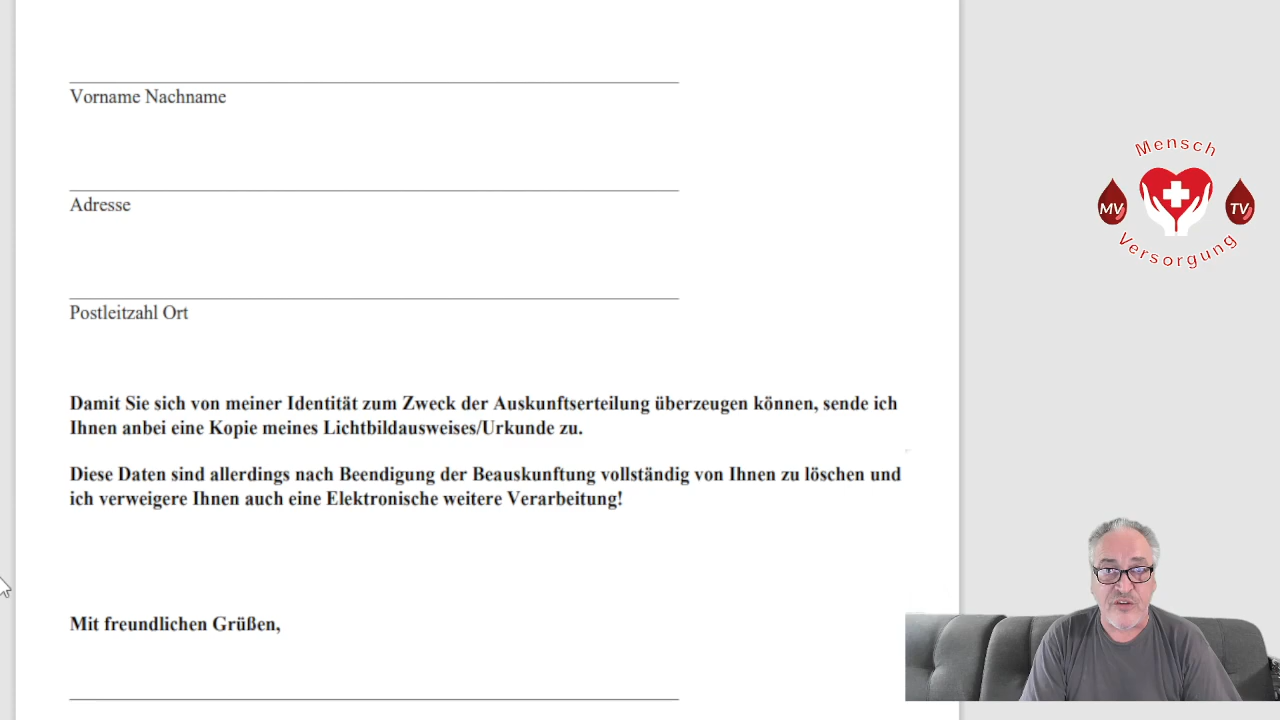 Vorname Nachname
Adresse
Postleitzahl Ort
Damit Sie sich von meiner Identität zum Zweck der Auskunftserteilung überzeugen können, sende ich
Ihnen anbei eine Kopie meines Lichtbildausweises/Urkunde zu.
Diese Daten sind allerdings nach Beendigung der Beauskunftung vollständig von Ihnen zu löschen und
ich verweigere Ihnen auch eine Elektronische weitere Verarbeitung!
Mit freundlichen Grüßen,
Mensch
MV TV
Versorgung